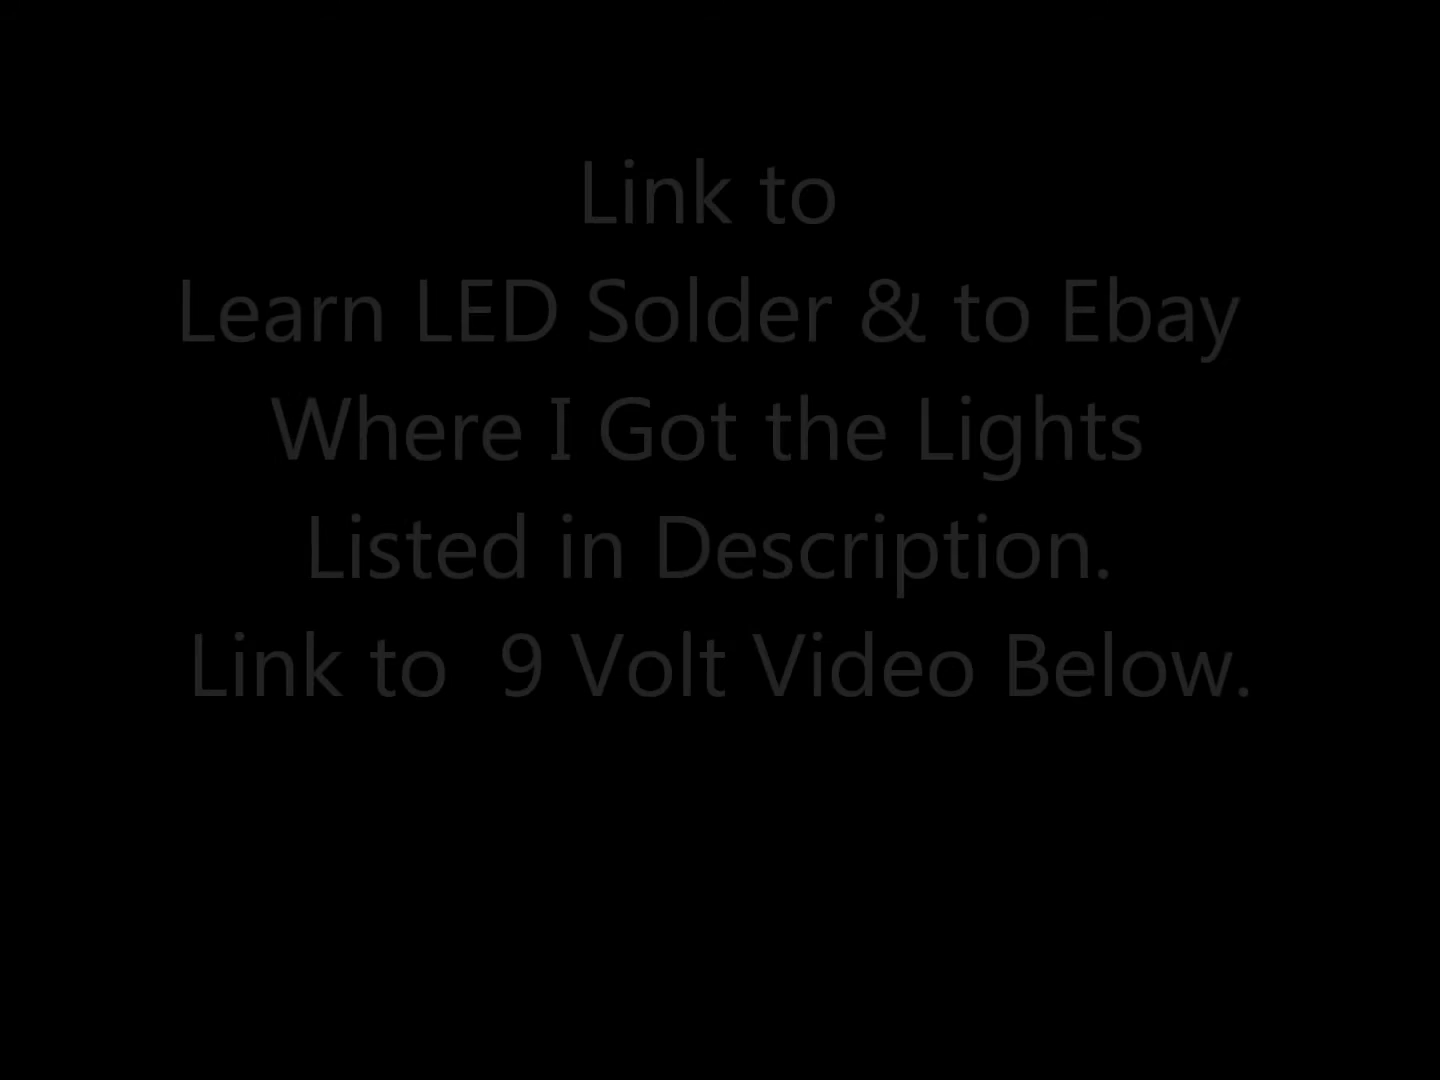 Link to
Learn LED Solder & to Ebay
Where I Got the Lights
Listed in Description.
Link to  9 Volt Video Below.